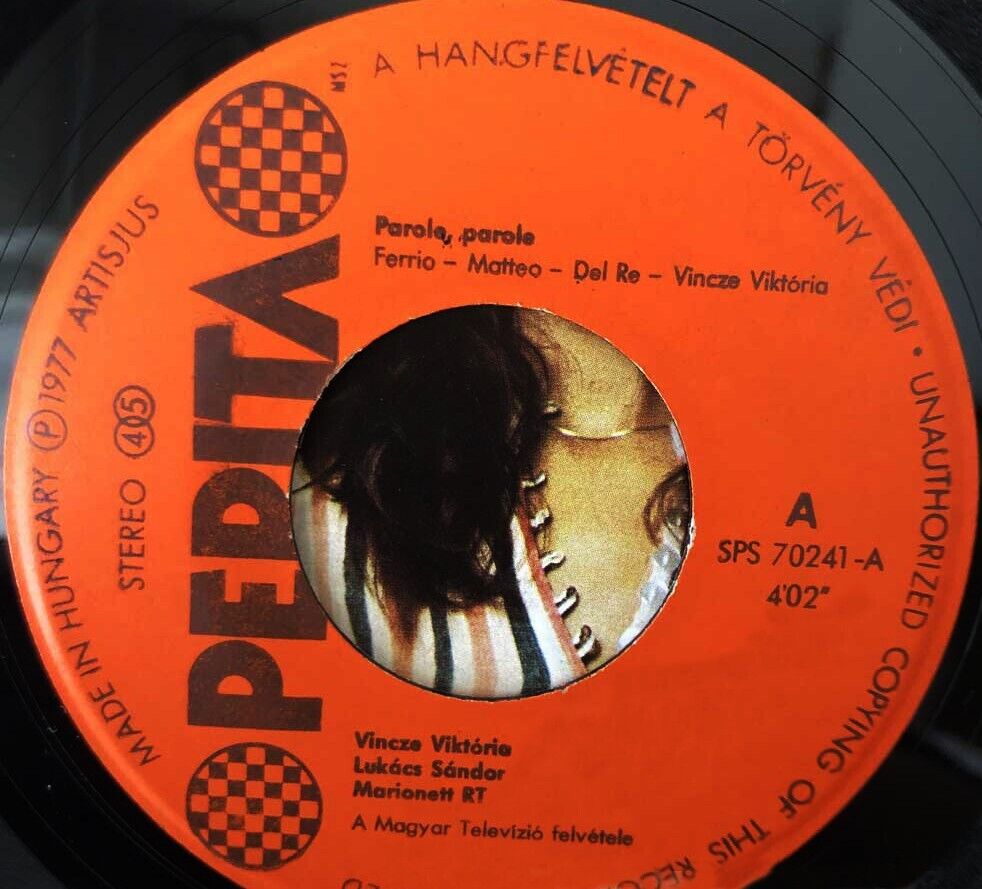 A HANGFELVÉTELT A TÖRVÉNY VÉDI • UNAUTHORIZED COPYING OF THIS
MADE IN HUNGARY Ⓟ 1977 ARTISJUS
STEREO 405
PEPITA
MSZ
Parole, parole
Ferrio - Matteo - Del Re - Vincze Viktória
A
SPS 70241-A
4'02"
Vincze Viktória
Lukács Sándor
Marionett RT
A Magyar Televízió felvétele